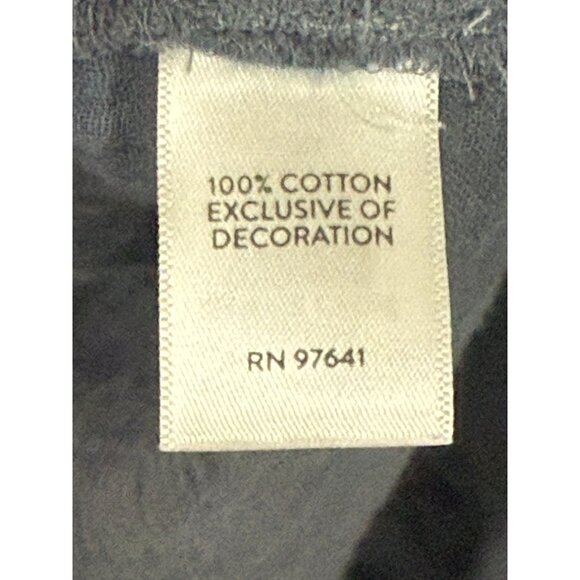 100% COTTON
EXCLUSIVE OF
DECORATION
RN 97641